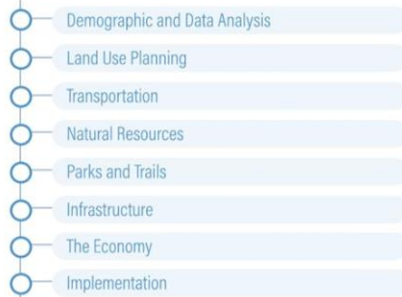 Demographic and Data Analysis
Land Use Planning
Transportation
Natural Resources
Parks and Trails
Infrastructure
The Economy
Implementation